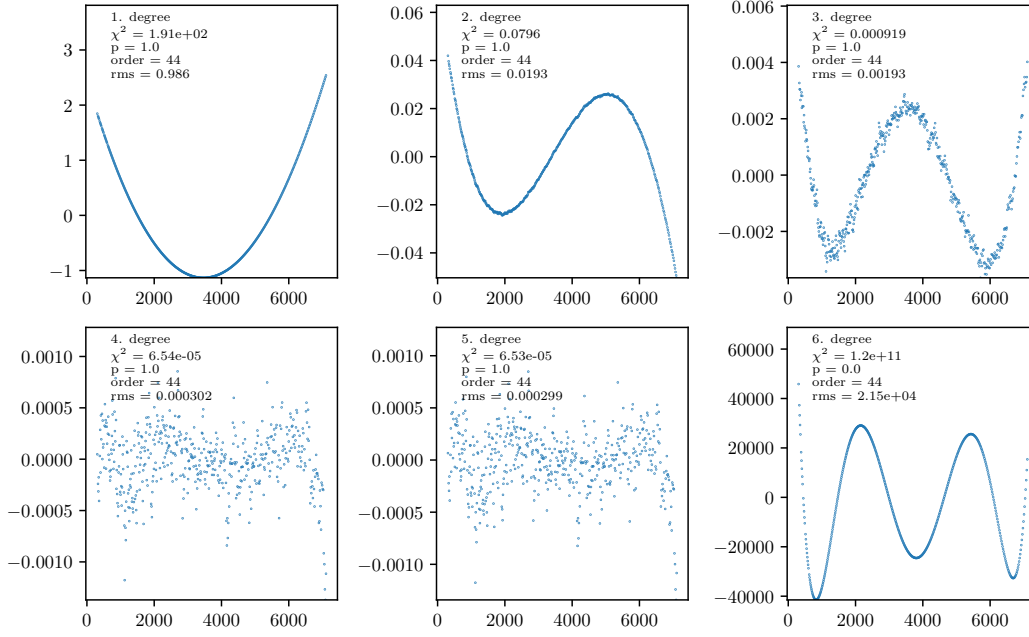 1. degree
χ² = 1.91e+02
p = 1.0
order = 44
rms = 0.986
3
2
1
0
−1
0 2000 4000 6000
2. degree
χ² = 0.0796
p = 1.0
order = 44
rms = 0.0193
0.06
0.04
0.02
0.00
−0.02
−0.04
0 2000 4000 6000
3. degree
χ² = 0.000919
p = 1.0
order = 44
rms = 0.00193
0.006
0.004
0.002
0.000
−0.002
0 2000 4000 6000
4. degree
χ² = 6.54e-05
p = 1.0
order = 44
rms = 0.000302
0.0010
0.0005
0.0000
−0.0005
−0.0010
0 2000 4000 6000
5. degree
χ² = 6.53e-05
p = 1.0
order = 44
rms = 0.000299
0.0010
0.0005
0.0000
−0.0005
−0.0010
0 2000 4000 6000
6. degree
χ² = 1.2e+11
p = 0.0
order = 44
rms = 2.15e+04
60000
40000
20000
0
−20000
−40000
0 2000 4000 6000